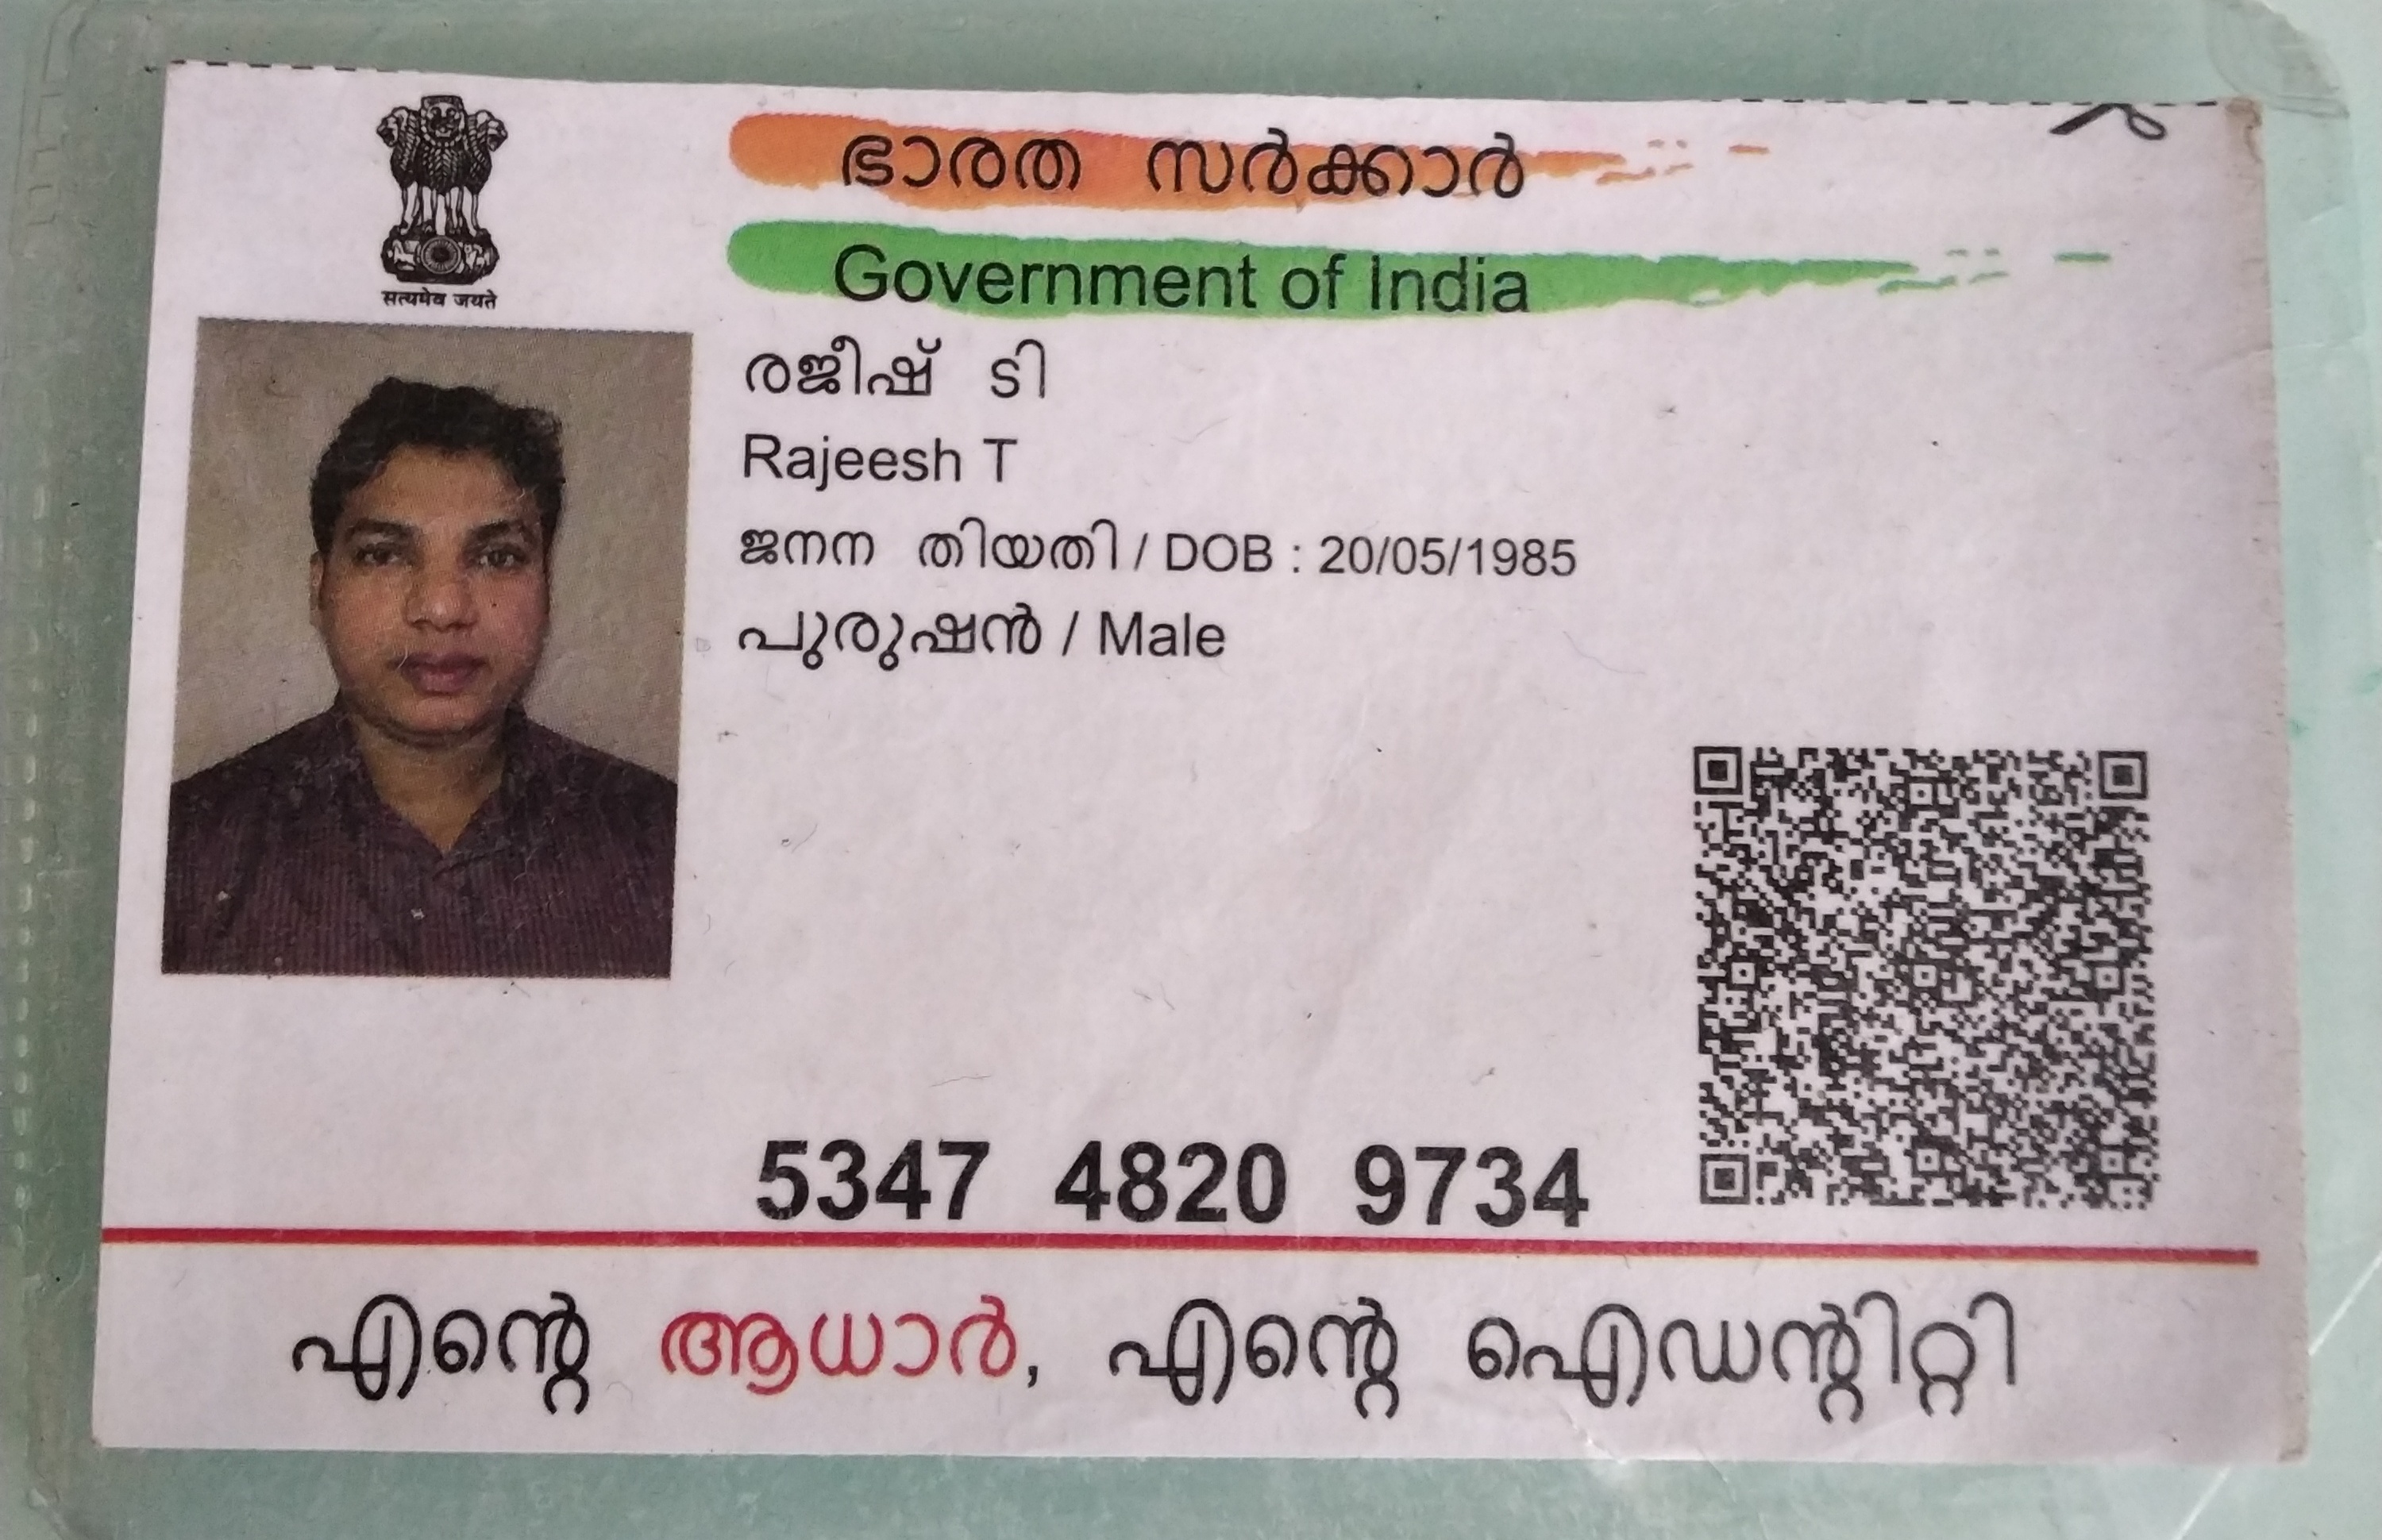 ഭാരത സർക്കാർ
Government of India
सत्यमेव जयते
രജീഷ് ടി
Rajeesh T
ജനന തിയതി / DOB : 20/05/1985
പുരുഷൻ / Male
5347 4820 9734
എന്റെ ആധാർ, എന്റെ ഐഡന്റിറ്റി